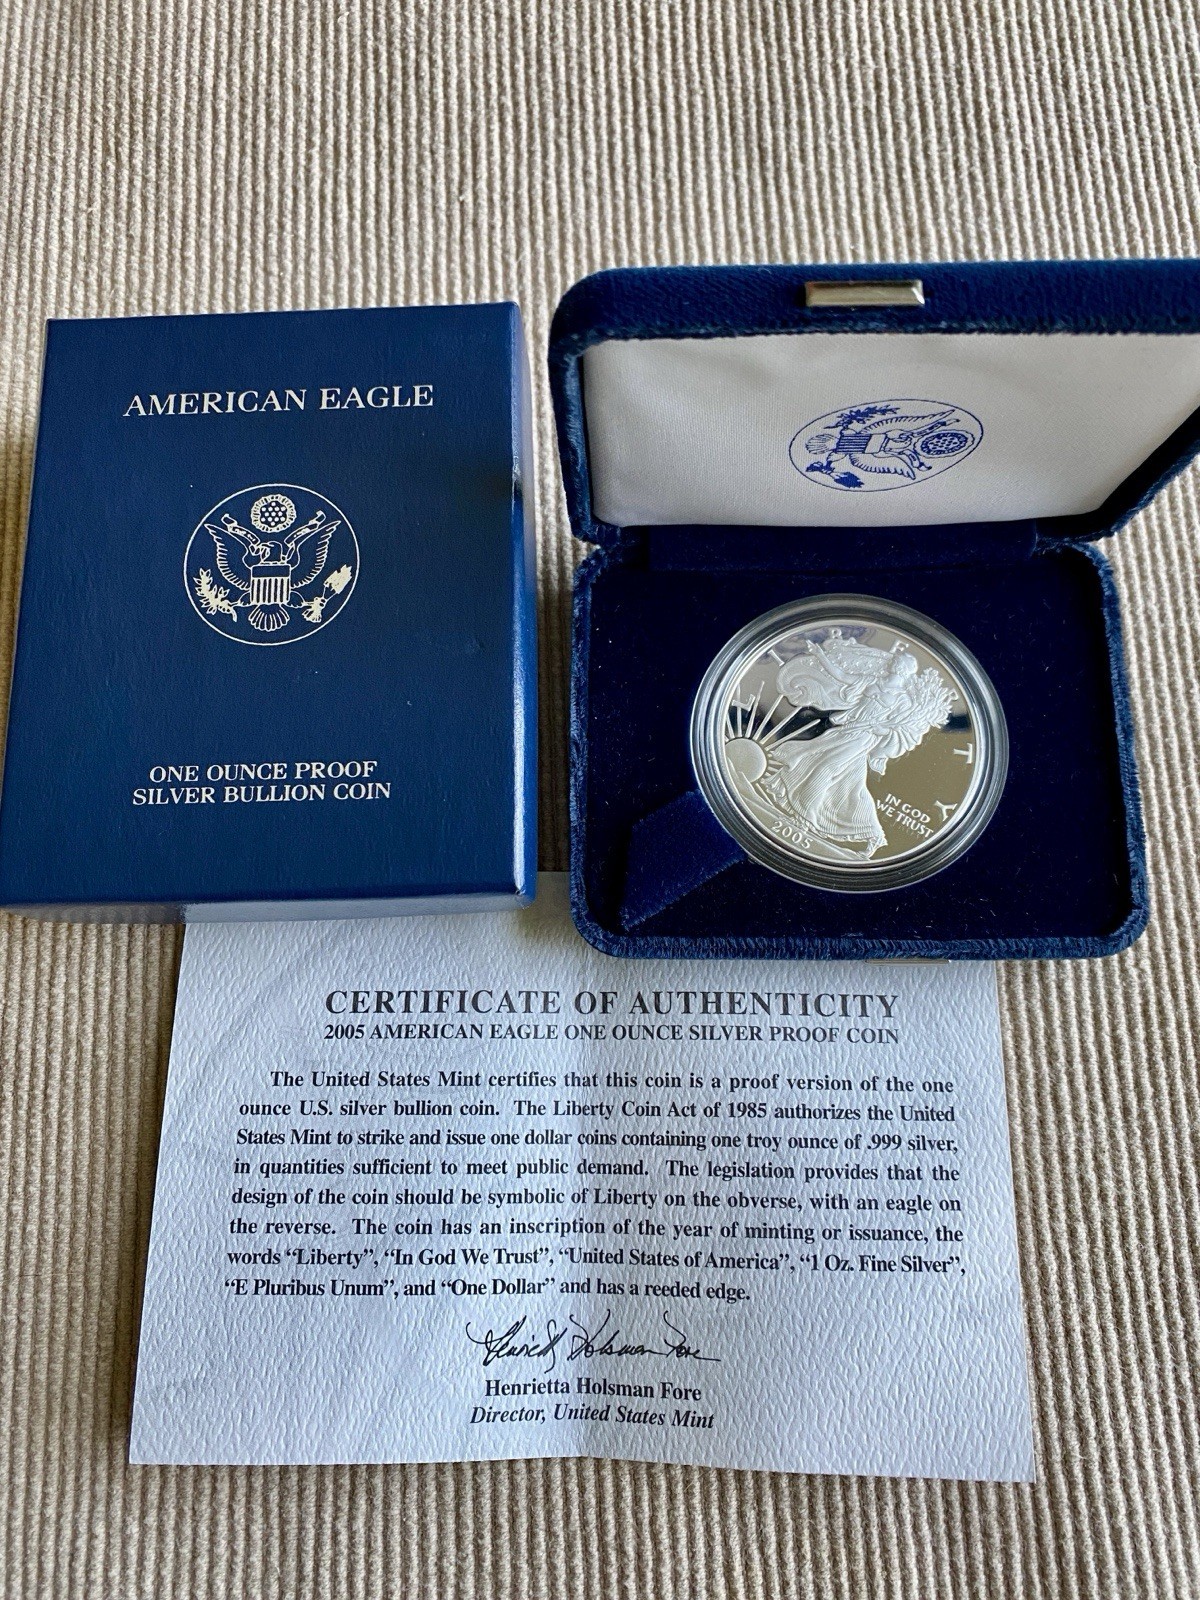 AMERICAN EAGLE
ONE OUNCE PROOF
SILVER BULLION COIN
LIBERTY
IN GOD
WE TRUST
2005
CERTIFICATE OF AUTHENTICITY
2005 AMERICAN EAGLE ONE OUNCE SILVER PROOF COIN
The United States Mint certifies that this coin is a proof version of the one
ounce U.S. silver bullion coin. The Liberty Coin Act of 1985 authorizes the United
States Mint to strike and issue one dollar coins containing one troy ounce of .999 silver,
in quantities sufficient to meet public demand. The legislation provides that the
design of the coin should be symbolic of Liberty on the obverse, with an eagle on
the reverse. The coin has an inscription of the year of minting or issuance, the
words “Liberty”, “In God We Trust”, “United States of America”, “1 Oz. Fine Silver”,
“E Pluribus Unum”, and “One Dollar” and has a reeded edge.
Henrietta Holsman Fore
Henrietta Holsman Fore
Director, United States Mint